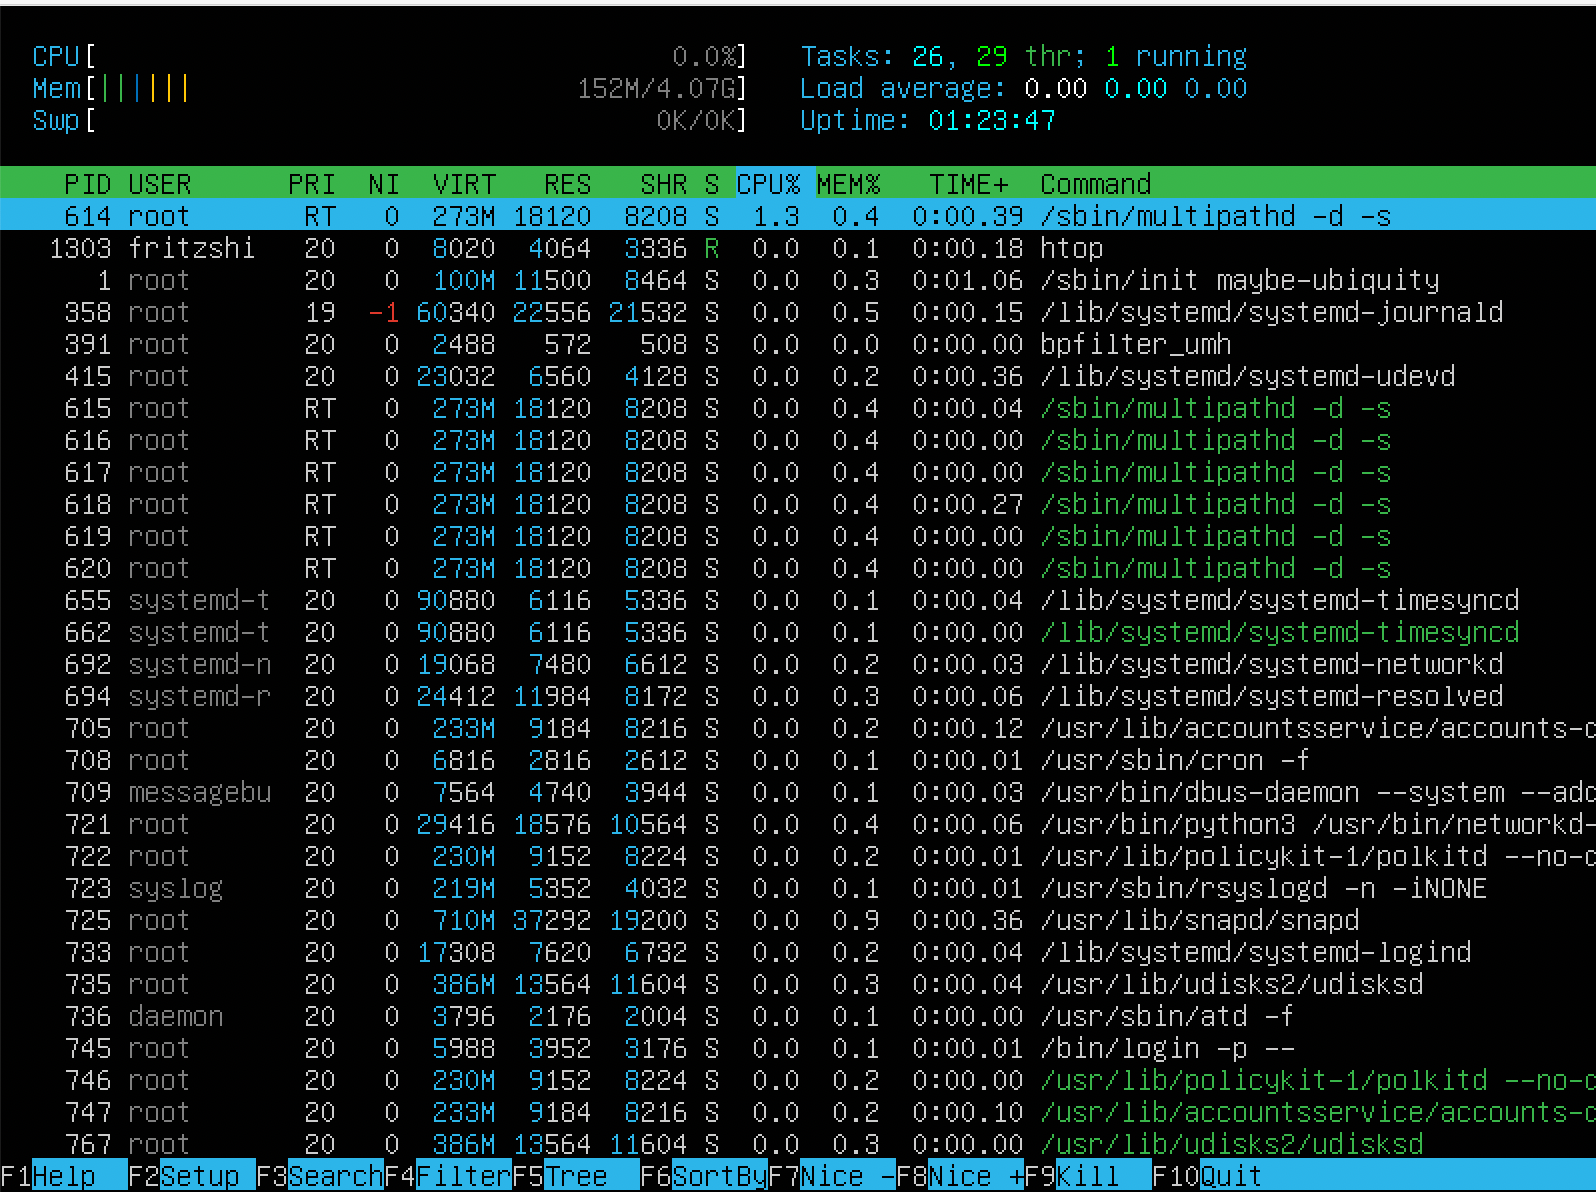 CPU[ 0.0%] Tasks: 26, 29 thr; 1 running
Mem[|||||| 152M/4.07G] Load average: 0.00 0.00 0.00
Swp[ 0K/0K] Uptime: 01:23:47
PID USER PRI NI VIRT RES SHR S CPU% MEM% TIME+ Command
614 root RT 0 273M 18120 8208 S 1.3 0.4 0:00.39 /sbin/multipathd -d -s
1303 fritzshi 20 0 8020 4064 3336 R 0.0 0.1 0:00.18 htop
1 root 20 0 100M 11500 8464 S 0.0 0.3 0:01.06 /sbin/init maybe-ubiquity
358 root 19 -1 60340 22556 21532 S 0.0 0.5 0:00.15 /lib/systemd/systemd-journald
391 root 20 0 2488 572 508 S 0.0 0.0 0:00.00 bpfilter_umh
415 root 20 0 23032 6560 4128 S 0.0 0.2 0:00.36 /lib/systemd/systemd-udevd
615 root RT 0 273M 18120 8208 S 0.0 0.4 0:00.04 /sbin/multipathd -d -s
616 root RT 0 273M 18120 8208 S 0.0 0.4 0:00.00 /sbin/multipathd -d -s
617 root RT 0 273M 18120 8208 S 0.0 0.4 0:00.00 /sbin/multipathd -d -s
618 root RT 0 273M 18120 8208 S 0.0 0.4 0:00.27 /sbin/multipathd -d -s
619 root RT 0 273M 18120 8208 S 0.0 0.4 0:00.00 /sbin/multipathd -d -s
620 root RT 0 273M 18120 8208 S 0.0 0.4 0:00.00 /sbin/multipathd -d -s
655 systemd-t 20 0 90880 6116 5336 S 0.0 0.1 0:00.04 /lib/systemd/systemd-timesyncd
662 systemd-t 20 0 90880 6116 5336 S 0.0 0.1 0:00.00 /lib/systemd/systemd-timesyncd
692 systemd-n 20 0 19068 7480 6612 S 0.0 0.2 0:00.03 /lib/systemd/systemd-networkd
694 systemd-r 20 0 24412 11984 8172 S 0.0 0.3 0:00.06 /lib/systemd/systemd-resolved
705 root 20 0 233M 9184 8216 S 0.0 0.2 0:00.12 /usr/lib/accountsservice/accounts-d
708 root 20 0 6816 2816 2612 S 0.0 0.1 0:00.01 /usr/sbin/cron -f
709 messagebu 20 0 7564 4740 3944 S 0.0 0.1 0:00.03 /usr/bin/dbus-daemon --system --add
721 root 20 0 29416 18576 10564 S 0.0 0.4 0:00.06 /usr/bin/python3 /usr/bin/networkd-
722 root 20 0 230M 9152 8224 S 0.0 0.2 0:00.01 /usr/lib/policykit-1/polkitd --no-d
723 syslog 20 0 219M 5352 4032 S 0.0 0.1 0:00.01 /usr/sbin/rsyslogd -n -iNONE
725 root 20 0 710M 37292 19200 S 0.0 0.9 0:00.36 /usr/lib/snapd/snapd
733 root 20 0 17308 7620 6732 S 0.0 0.2 0:00.04 /lib/systemd/systemd-logind
735 root 20 0 386M 13564 11604 S 0.0 0.3 0:00.04 /usr/lib/udisks2/udisksd
736 daemon 20 0 3796 2176 2004 S 0.0 0.1 0:00.00 /usr/sbin/atd -f
745 root 20 0 5988 3952 3176 S 0.0 0.1 0:00.01 /bin/login -p --
746 root 20 0 230M 9152 8224 S 0.0 0.2 0:00.00 /usr/lib/policykit-1/polkitd --no-d
747 root 20 0 233M 9184 8216 S 0.0 0.2 0:00.10 /usr/lib/accountsservice/accounts-d
767 root 20 0 386M 13564 11604 S 0.0 0.3 0:00.00 /usr/lib/udisks2/udisksd
F1Help F2Setup F3SearchF4FilterF5Tree F6SortByF7Nice -F8Nice +F9Kill F10Quit